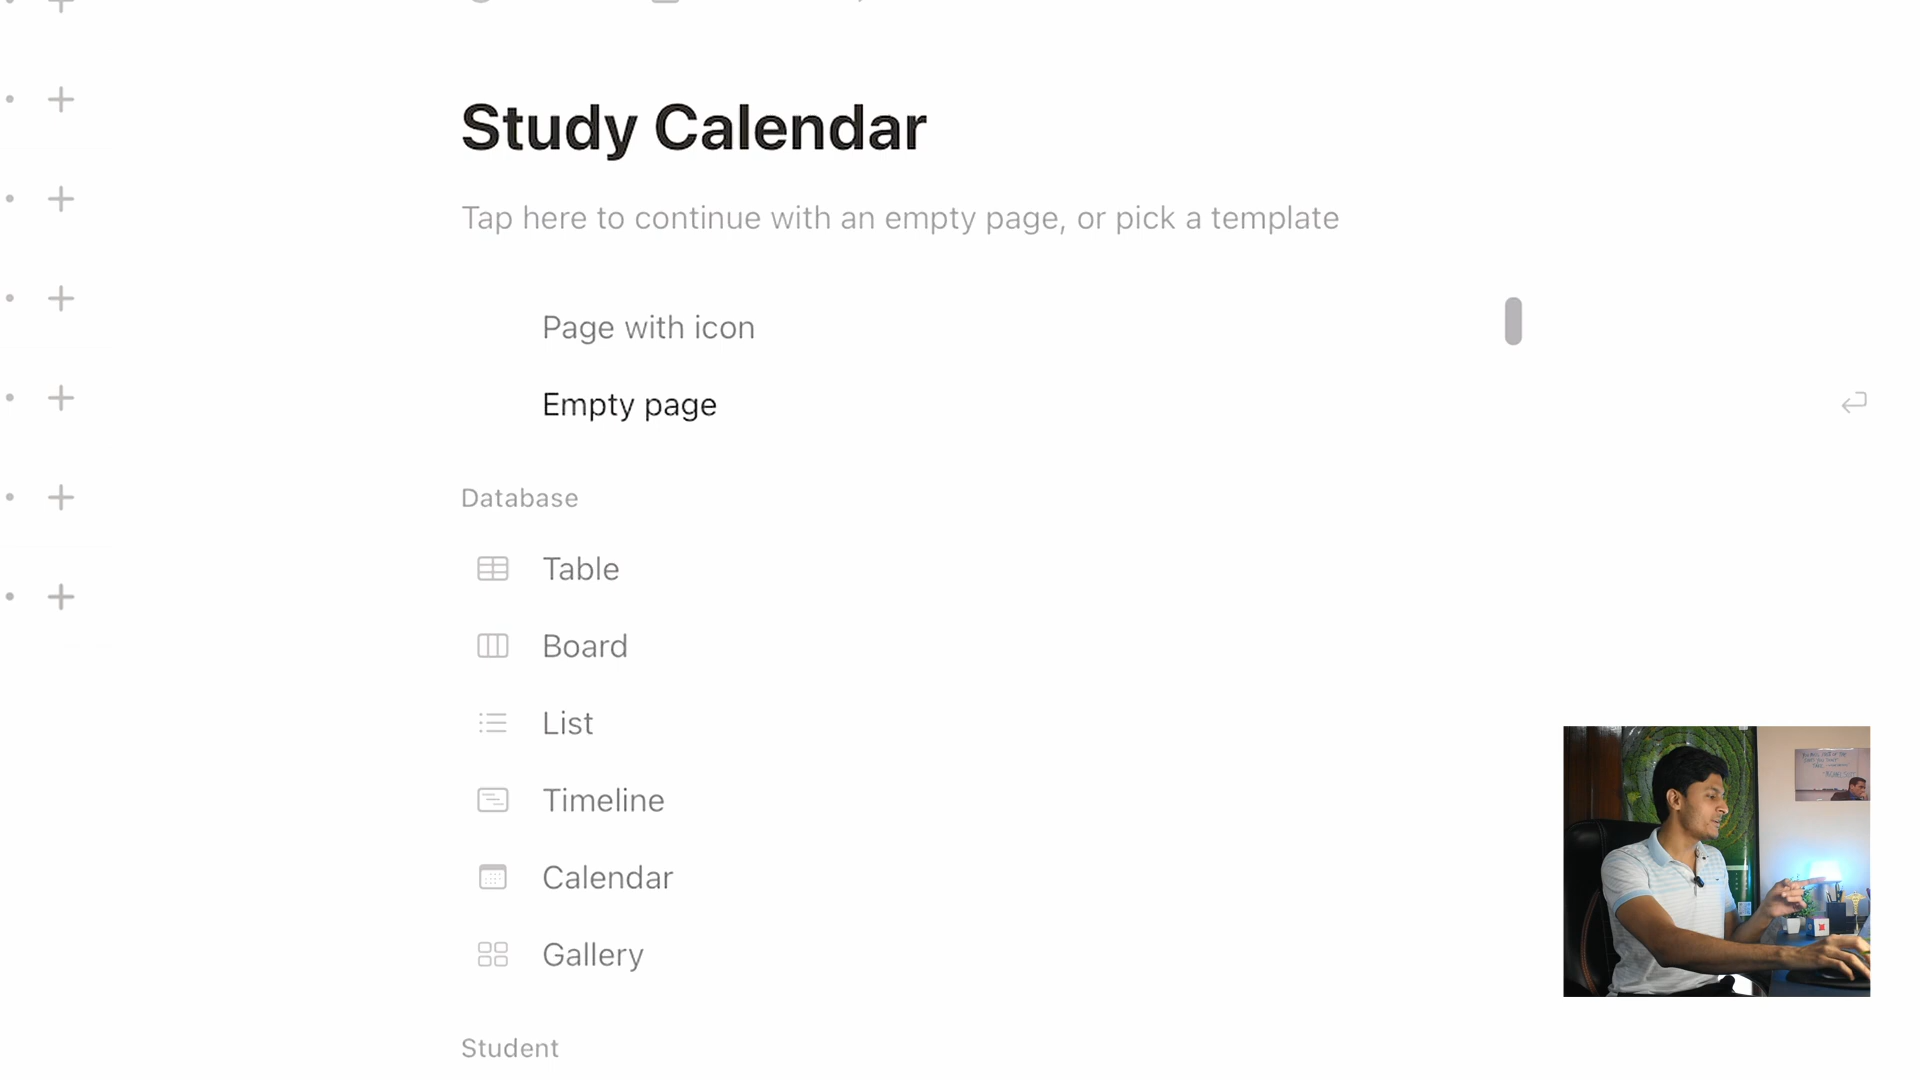 Study Calendar
Tap here to continue with an empty page, or pick a template
Page with icon
Empty page
Database
Table
Board
List
Timeline
Calendar
Gallery
Student